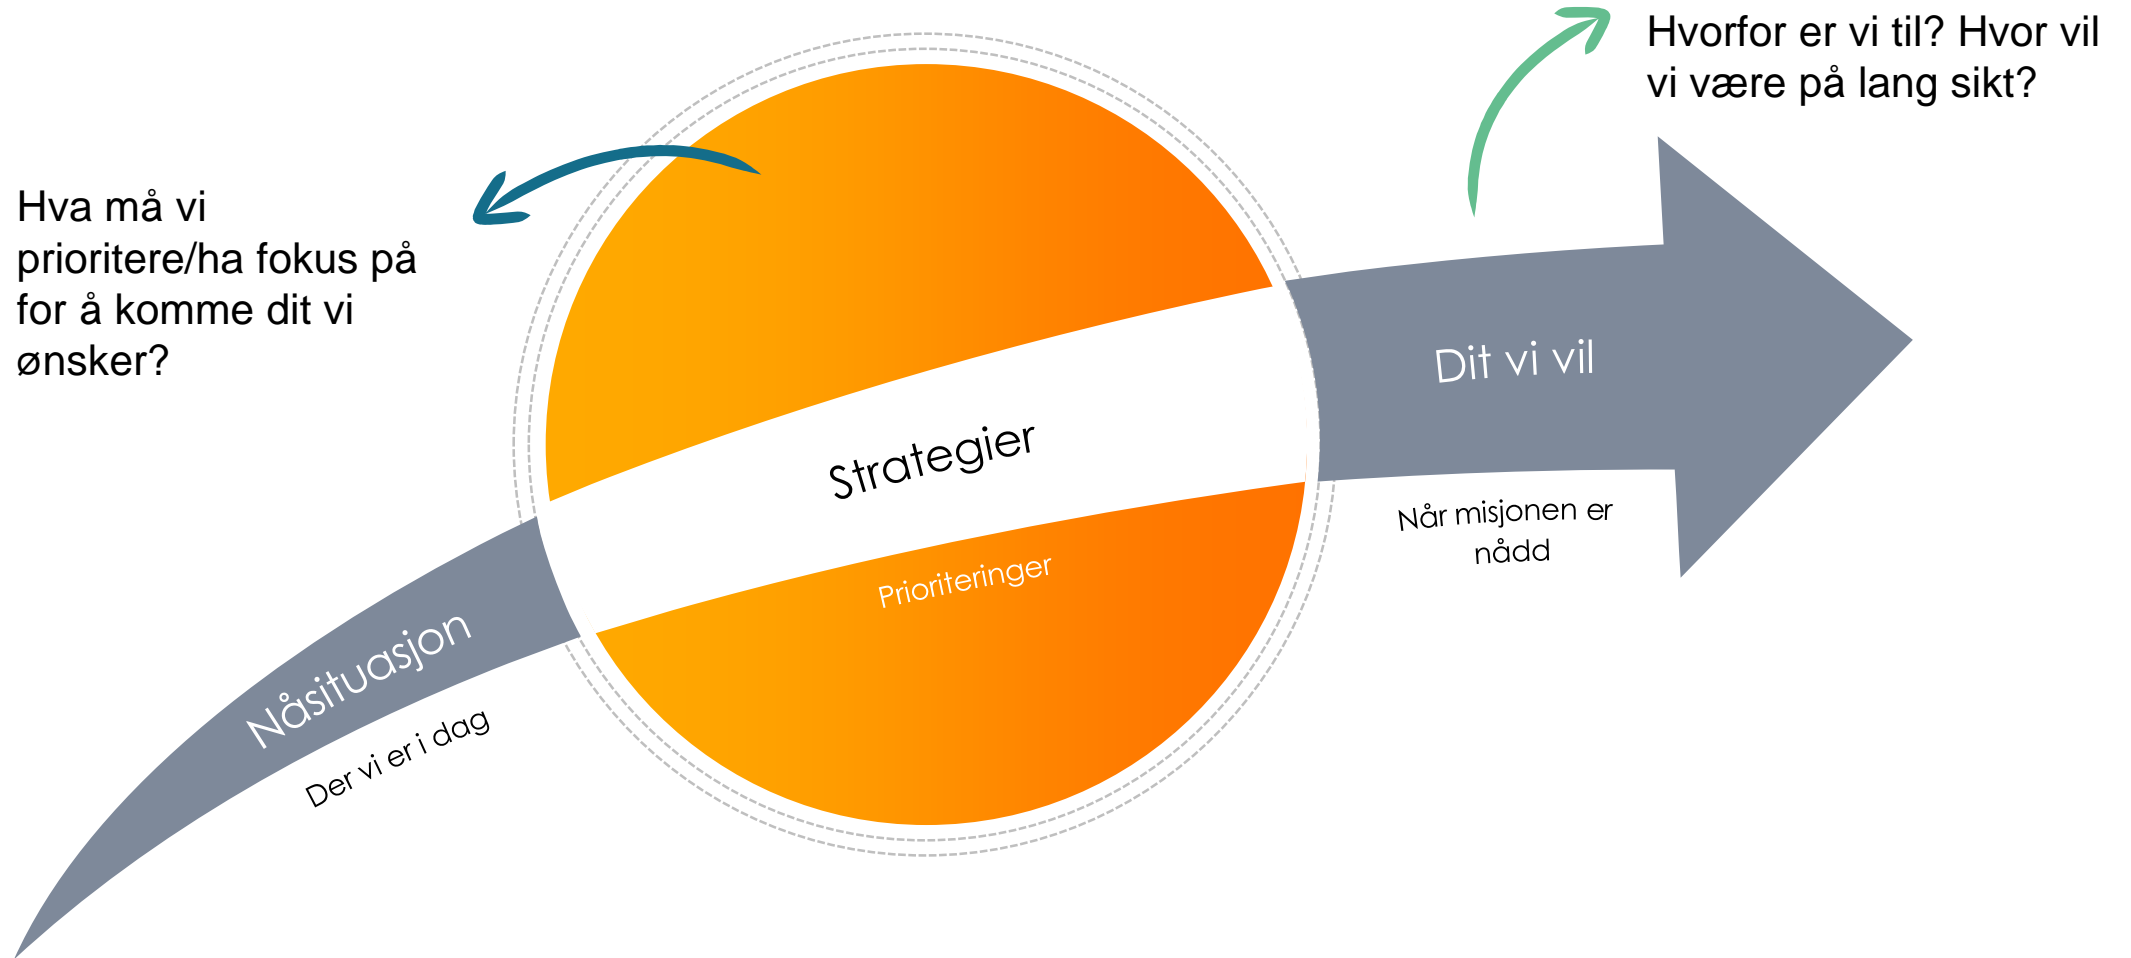 Hvorfor er vi til? Hvor vil
vi være på lang sikt?
Hva må vi
prioritere/ha fokus på
for å komme dit vi
ønsker?
Dit vi vil
Strategier
Når misjonen er
nådd
Prioriteringer
Nåsituasjon
Der vi er i dag